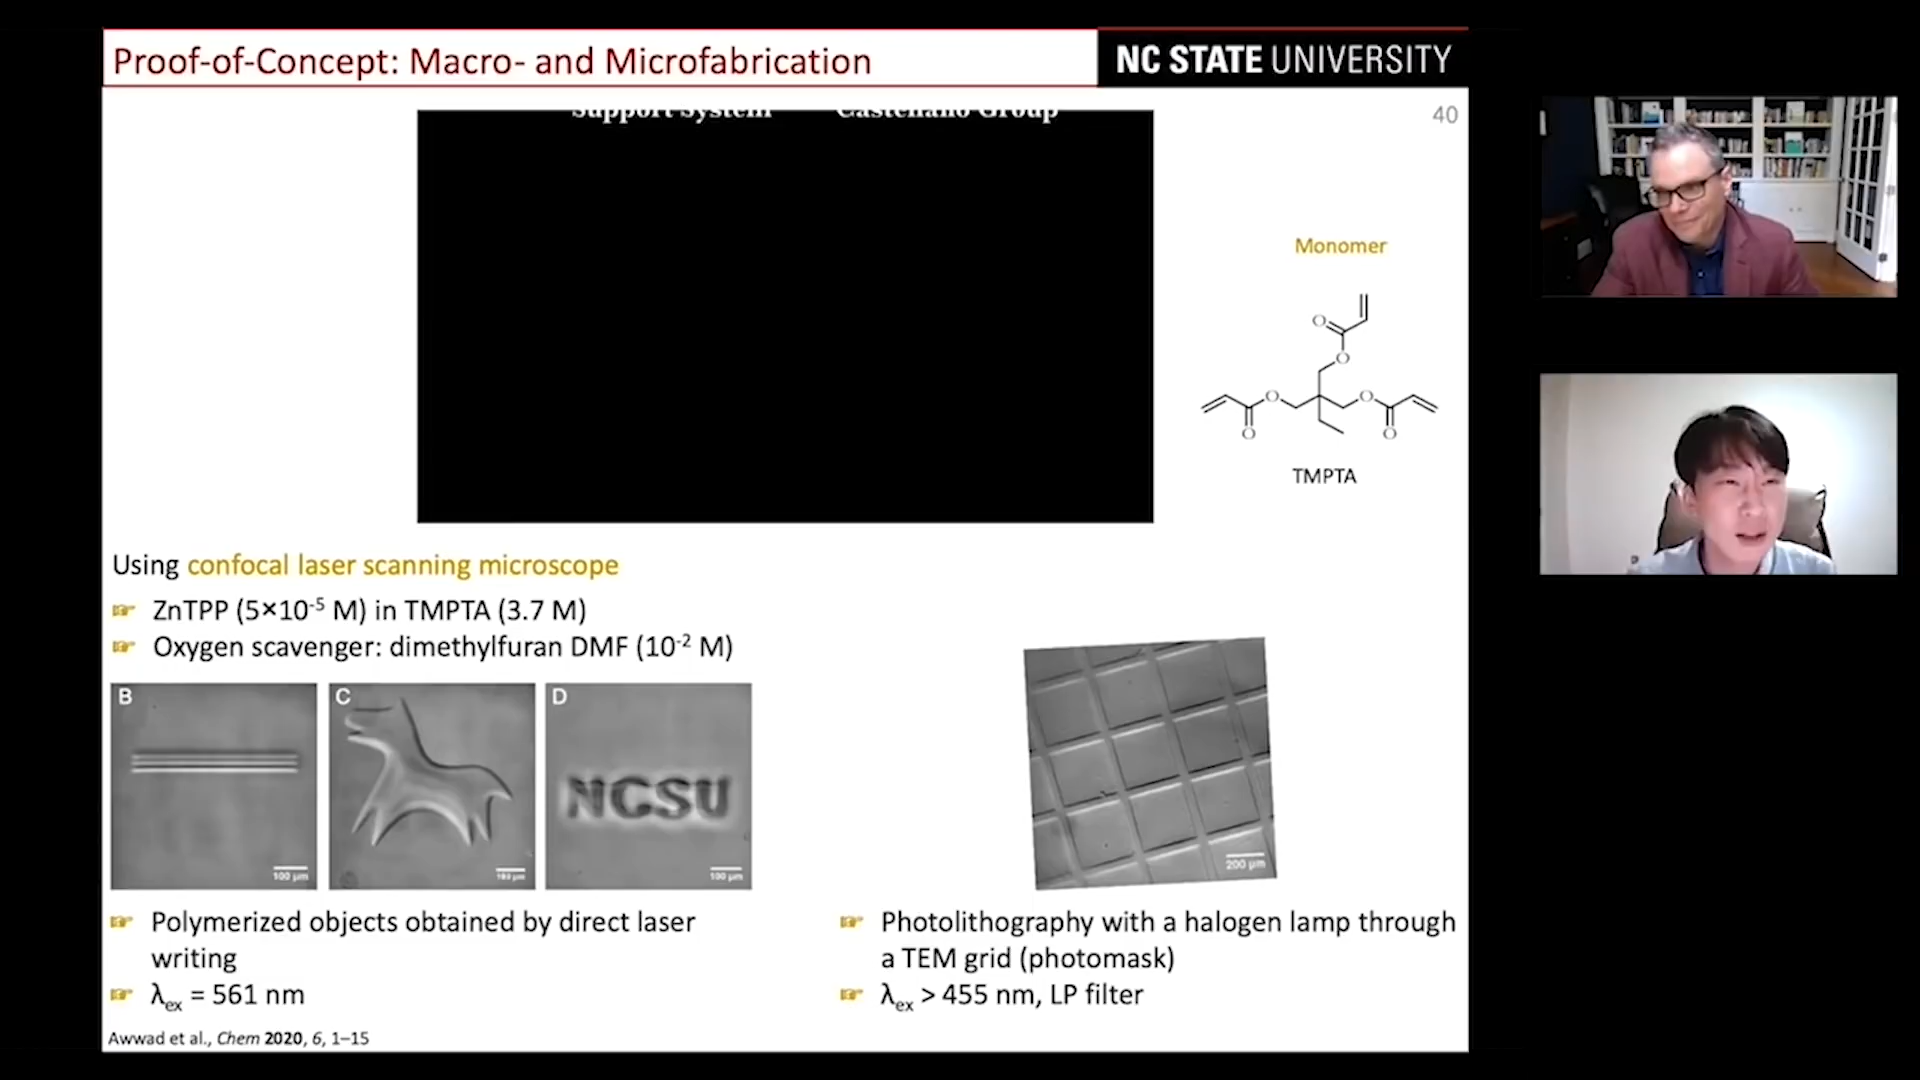 Proof-of-Concept: Macro- and Microfabrication
NC STATE UNIVERSITY
40
Support System Castellano Group
Monomer
O
O
O
O
O
O
TMPTA
Using confocal laser scanning microscope
☞ ZnTPP (5×10⁻⁵ M) in TMPTA (3.7 M)
☞ Oxygen scavenger: dimethylfuran DMF (10⁻² M)
B
C
D
NCSU
100 µm
100 µm
100 µm
200 µm
☞ Polymerized objects obtained by direct laser
writing
☞ λex = 561 nm
☞ Photolithography with a halogen lamp through
a TEM grid (photomask)
☞ λex > 455 nm, LP filter
Awwad et al., Chem 2020, 6, 1–15